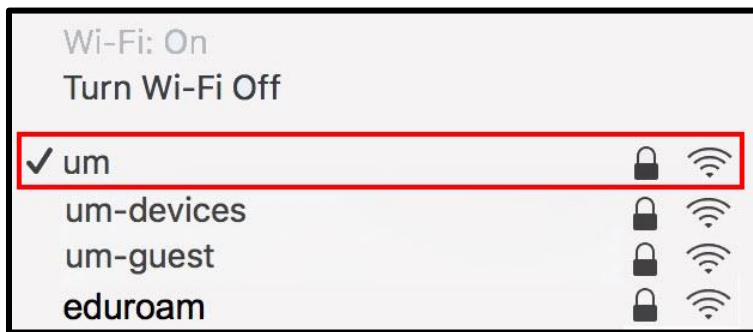 Wi-Fi: On
Turn Wi-Fi Off
um
um-devices
um-guest
eduroam